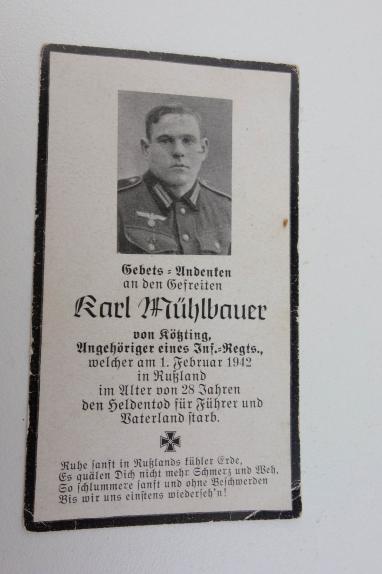 Gebets-Andenken
an den Gefreiten
Karl Mühlbauer
von Kötzting,
Angehöriger eines Inf.-Regts.,
welcher am 1. Februar 1942
in Rußland
im Alter von 28 Jahren
den Heldentod für Führer und
Vaterland starb.
Ruhe sanft in Rußlands kühler Erde,
Es quälen Dich nicht mehr Schmerz und Weh,
So schlummere sanft und ohne Beschwerden
Bis wir uns einstens wiederseh'n!